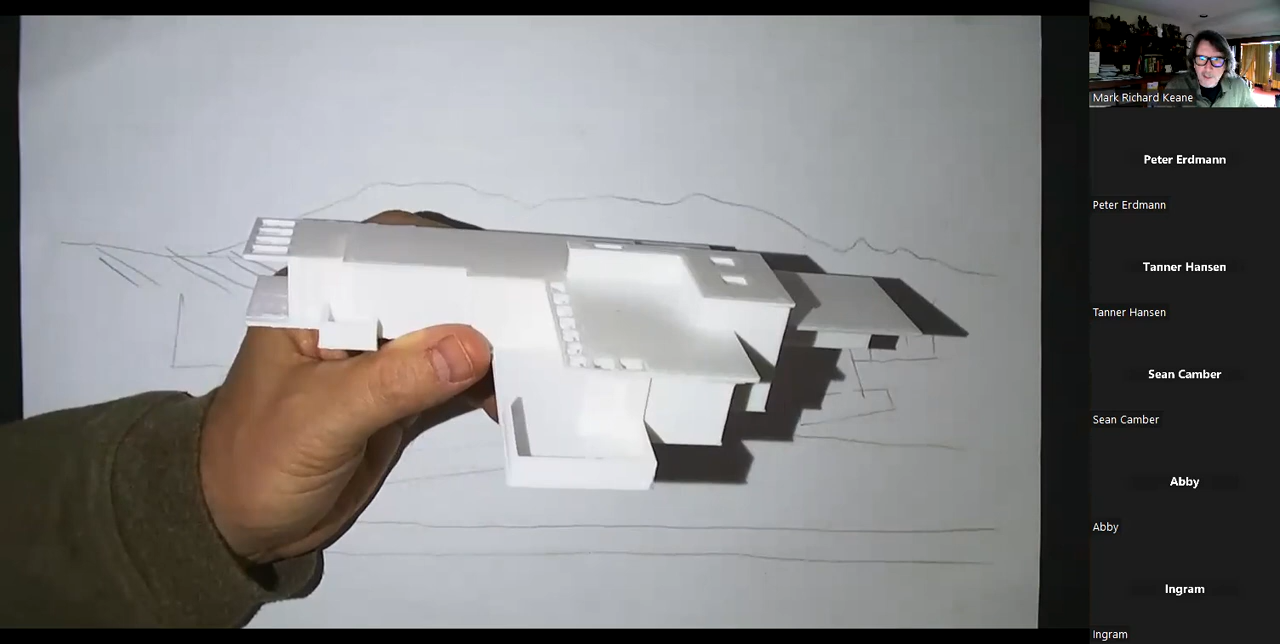 Mark Richard Keane
Peter Erdmann
Peter Erdmann
Tanner Hansen
Tanner Hansen
Sean Camber
Sean Camber
Abby
Abby
Ingram
Ingram